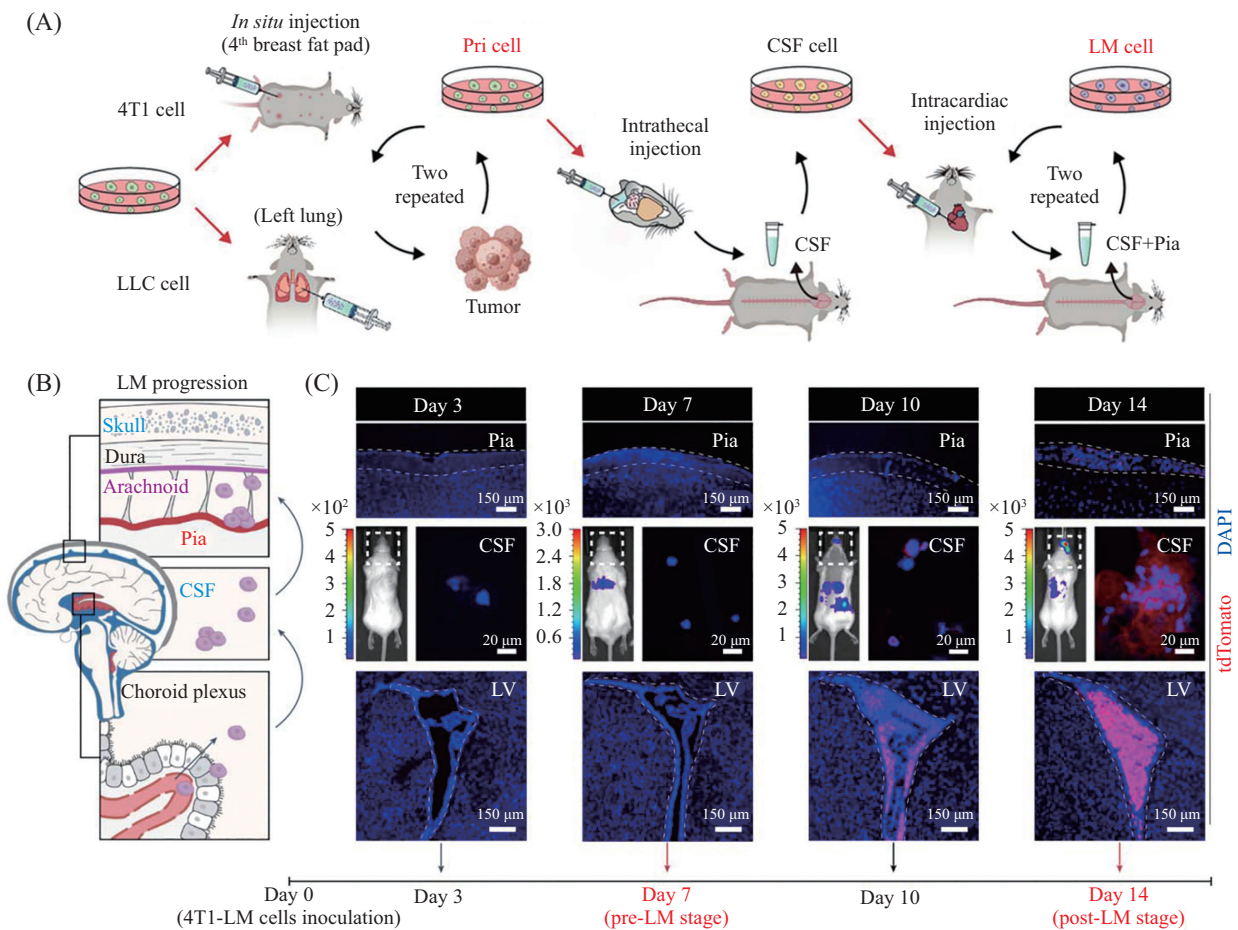 (A)
In situ injection
(4th breast fat pad)
4T1 cell
LLC cell
(Left lung)
Pri cell
Two
repeated
Tumor
Intrathecal
injection
CSF cell
CSF
Intracardiac
injection
LM cell
Two
repeated
CSF+Pia
(B)
LM progression
Skull
Dura
Arachnoid
Pia
CSF
Choroid plexus
(C)
Day 3
Day 7
Day 10
Day 14
Pia
150 μm
Pia
150 μm
Pia
150 μm
Pia
150 μm
×10²
5
4
3
2
1
CSF
20 μm
×10³
3.0
2.4
1.8
1.2
0.6
CSF
20 μm
×10³
5
4
3
2
1
CSF
20 μm
×10³
5
4
3
2
1
CSF
20 μm
LV
150 μm
LV
150 μm
LV
150 μm
LV
150 μm
tdTomato DAPI
Day 0
(4T1-LM cells inoculation)
Day 3
Day 7
(pre-LM stage)
Day 10
Day 14
(post-LM stage)